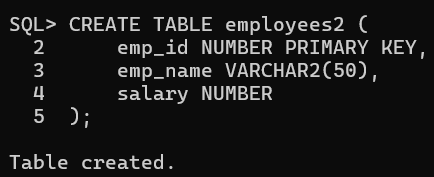 SQL> CREATE TABLE employees2 (
  2      emp_id NUMBER PRIMARY KEY,
  3      emp_name VARCHAR2(50),
  4      salary NUMBER
  5  );

Table created.